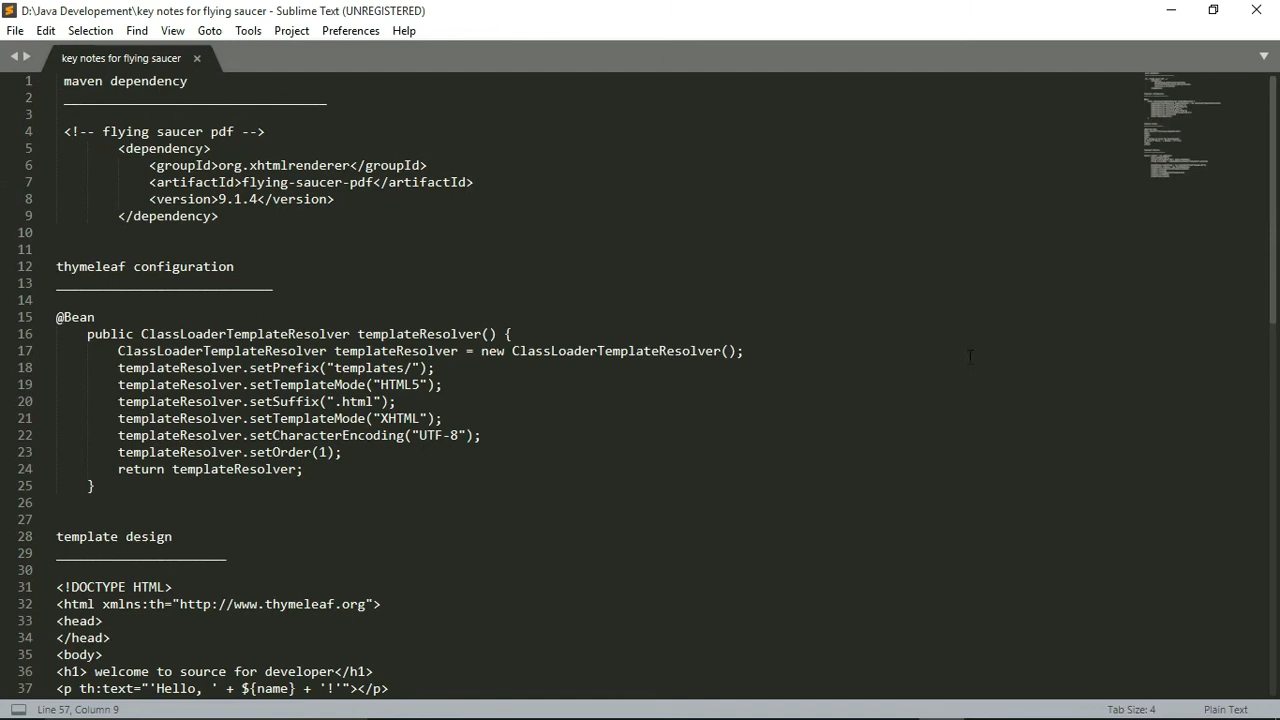 D:\Java Developement\key notes for flying saucer - Sublime Text (UNREGISTERED)
File Edit Selection Find View Goto Tools Project Preferences Help
key notes for flying saucer ×
1 maven dependency
2 __________________________________
3
4 <!-- flying saucer pdf -->
5 <dependency>
6 <groupId>org.xhtmlrenderer</groupId>
7 <artifactId>flying-saucer-pdf</artifactId>
8 <version>9.1.4</version>
9 </dependency>
10
11
12 thymeleaf configuration
13 ____________________________
14
15 @Bean
16 public ClassLoaderTemplateResolver templateResolver() {
17 ClassLoaderTemplateResolver templateResolver = new ClassLoaderTemplateResolver();
18 templateResolver.setPrefix("templates/");
19 templateResolver.setTemplateMode("HTML5");
20 templateResolver.setSuffix(".html");
21 templateResolver.setTemplateMode("XHTML");
22 templateResolver.setCharacterEncoding("UTF-8");
23 templateResolver.setOrder(1);
24 return templateResolver;
25 }
26
27
28 template design
29 ______________________
30
31 <!DOCTYPE HTML>
32 <html xmlns:th="http://www.thymeleaf.org">
33 <head>
34 </head>
35 <body>
36 <h1> welcome to source for developer</h1>
37 <p th:text="'Hello, ' + ${name} + '!'"></p>
Line 57, Column 9 Tab Size: 4 Plain Text